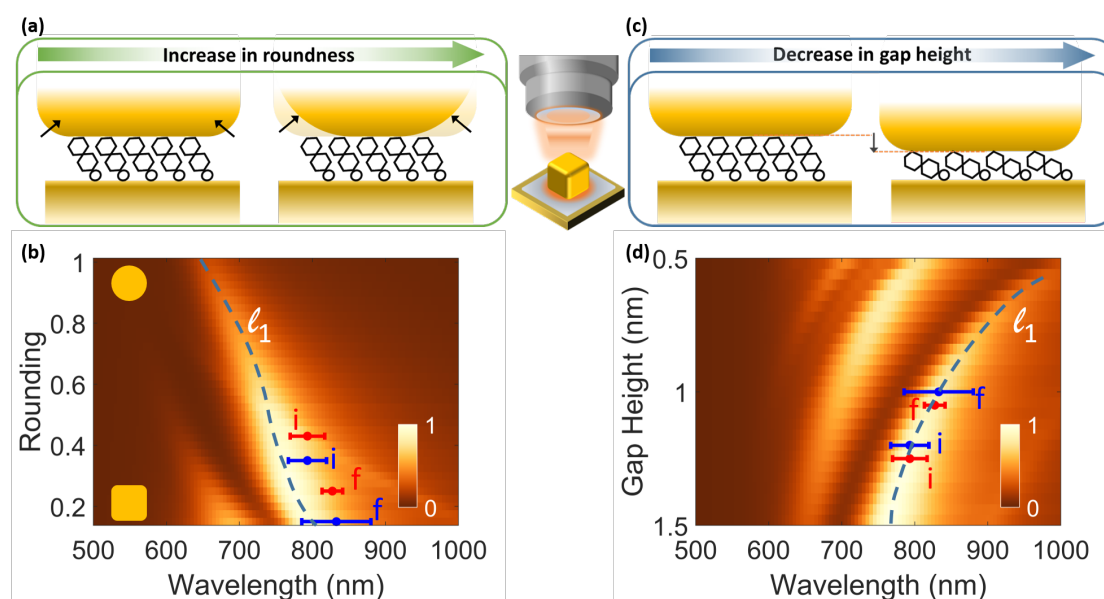 (a)
Increase in roundness
(c)
Decrease in gap height
(b)
1
0.8
0.6
0.4
0.2
Rounding
ℓ1
i
i
f
f
1
0
500 600 700 800 900 1000
Wavelength (nm)
(d)
0.5
1
1.5
Gap Height (nm)
ℓ1
f
f
i
i
1
0
500 600 700 800 900 1000
Wavelength (nm)